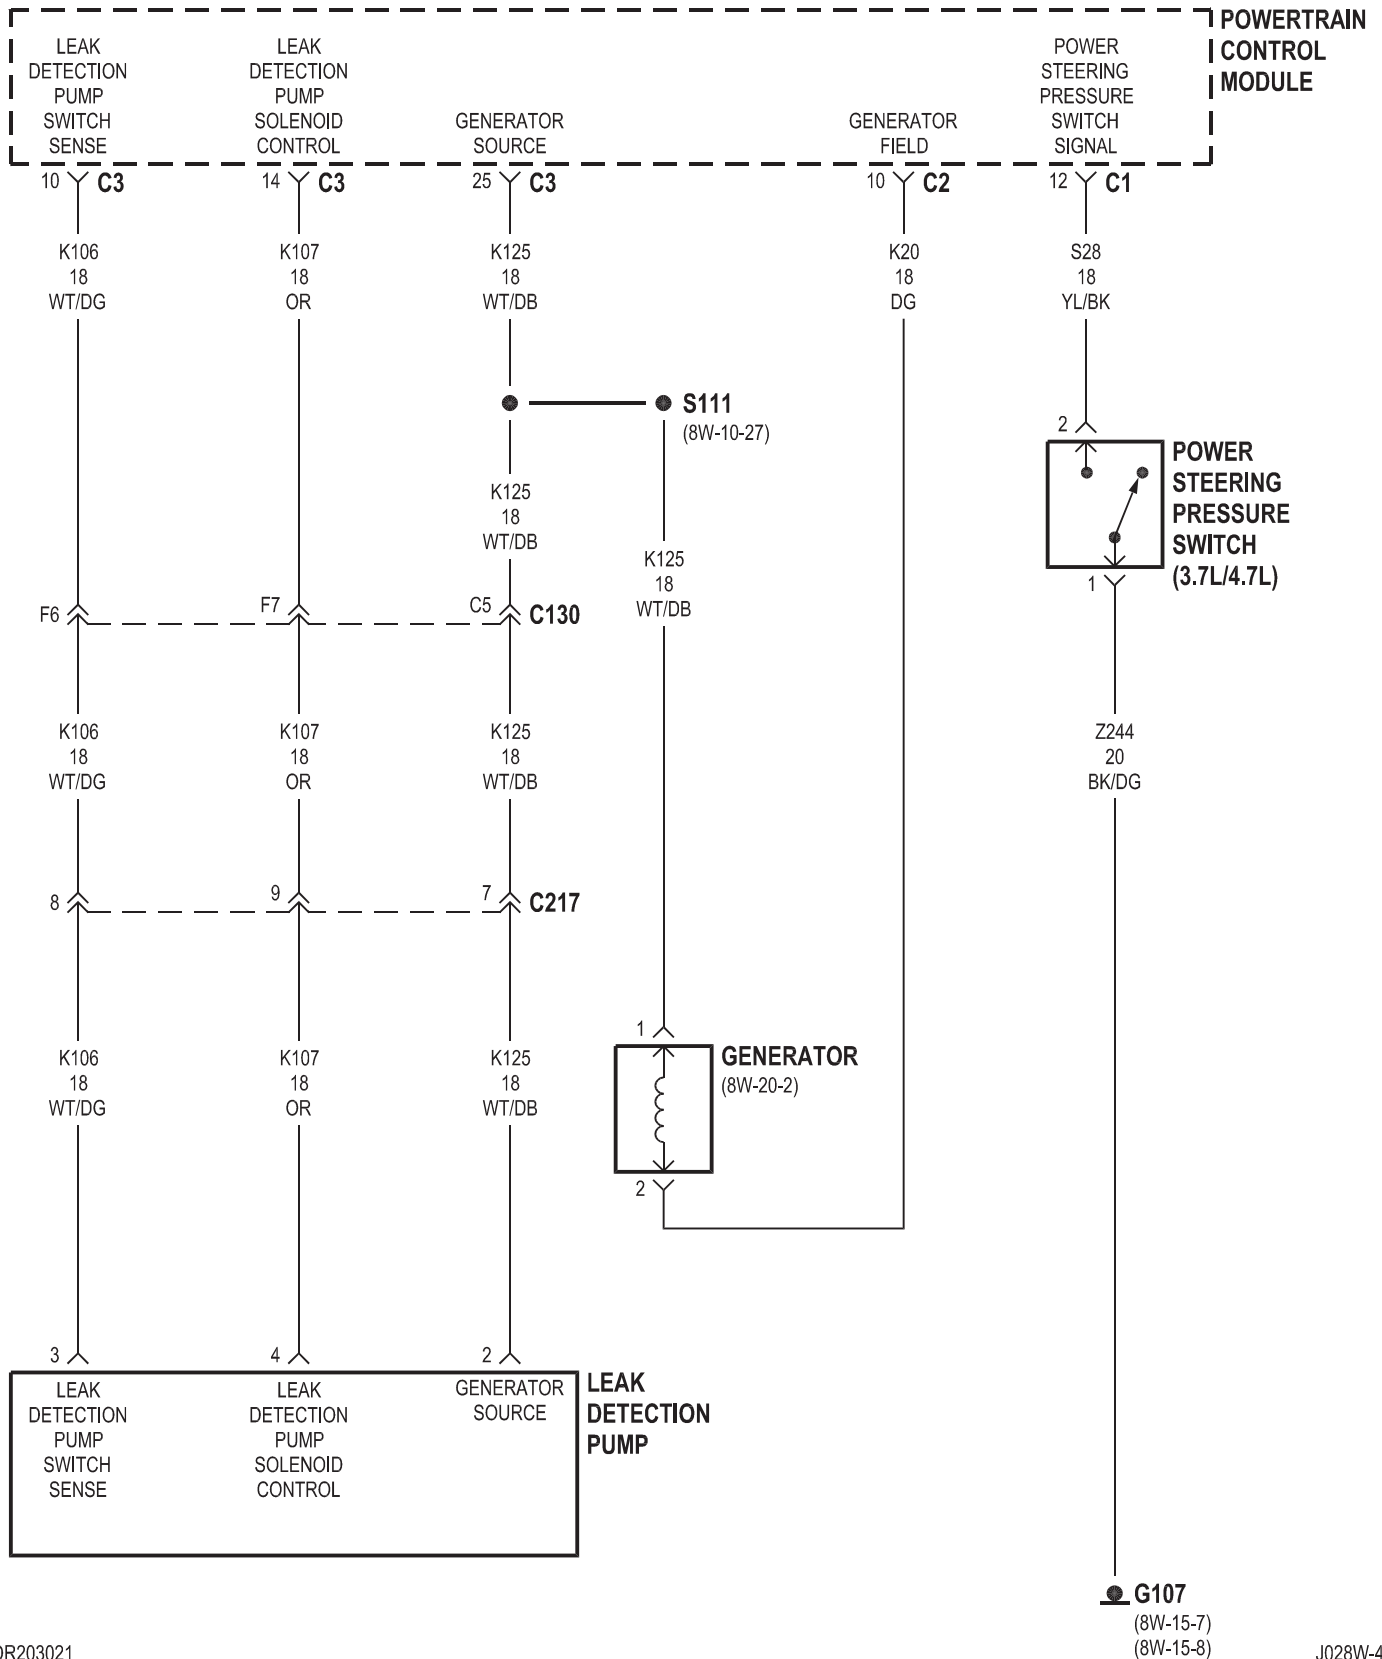 POWERTRAIN
CONTROL
MODULE
LEAK
DETECTION
PUMP
SWITCH
SENSE
LEAK
DETECTION
PUMP
SOLENOID
CONTROL
GENERATOR
SOURCE
GENERATOR
FIELD
POWER
STEERING
PRESSURE
SWITCH
SIGNAL
10 C3
14 C3
25 C3
10 C2
12 C1
K106
18
WT/DG
K107
18
OR
K125
18
WT/DB
K20
18
DG
S28
18
YL/BK
S111
(8W-10-27)
2
POWER
STEERING
PRESSURE
SWITCH
(3.7L/4.7L)
1
K125
18
WT/DB
K125
18
WT/DB
F6
F7
C5 C130
K106
18
WT/DG
K107
18
OR
K125
18
WT/DB
Z244
20
BK/DG
8
9
7 C217
K106
18
WT/DG
K107
18
OR
K125
18
WT/DB
1
GENERATOR
(8W-20-2)
2
3
4
2
LEAK
DETECTION
PUMP
SWITCH
SENSE
LEAK
DETECTION
PUMP
SOLENOID
CONTROL
GENERATOR
SOURCE
LEAK
DETECTION
PUMP
G107
(8W-15-7)
(8W-15-8)
R203021
J028W-4